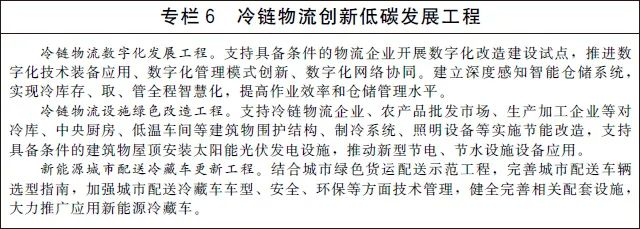 专栏 6 冷链物流创新低碳发展工程
冷链物流数字化发展工程。支持具备条件的物流企业开展数字化改造建设试点，推进数
字化技术装备应用、数字化管理模式创新、数字化网络协同。建立深度感知智能仓储系统，
实现冷库存、取、管全程智慧化，提高作业效率和仓储管理水平。
冷链物流设施绿色改造工程。支持冷链物流企业、农产品批发市场、生产加工企业等对
冷库、中央厨房、低温车间等建筑物围护结构、制冷系统、照明设备等实施节能改造，支持
具备条件的建筑物屋顶安装太阳能光伏发电设施，推动新型节电、节水设施设备应用。
新能源城市配送冷藏车更新工程。结合城市绿色货运配送示范工程，完善城市配送车辆
选型指南，加强城市配送冷藏车车型、安全、环保等方面技术管理，健全完善相关配套设施，
大力推广应用新能源冷藏车。